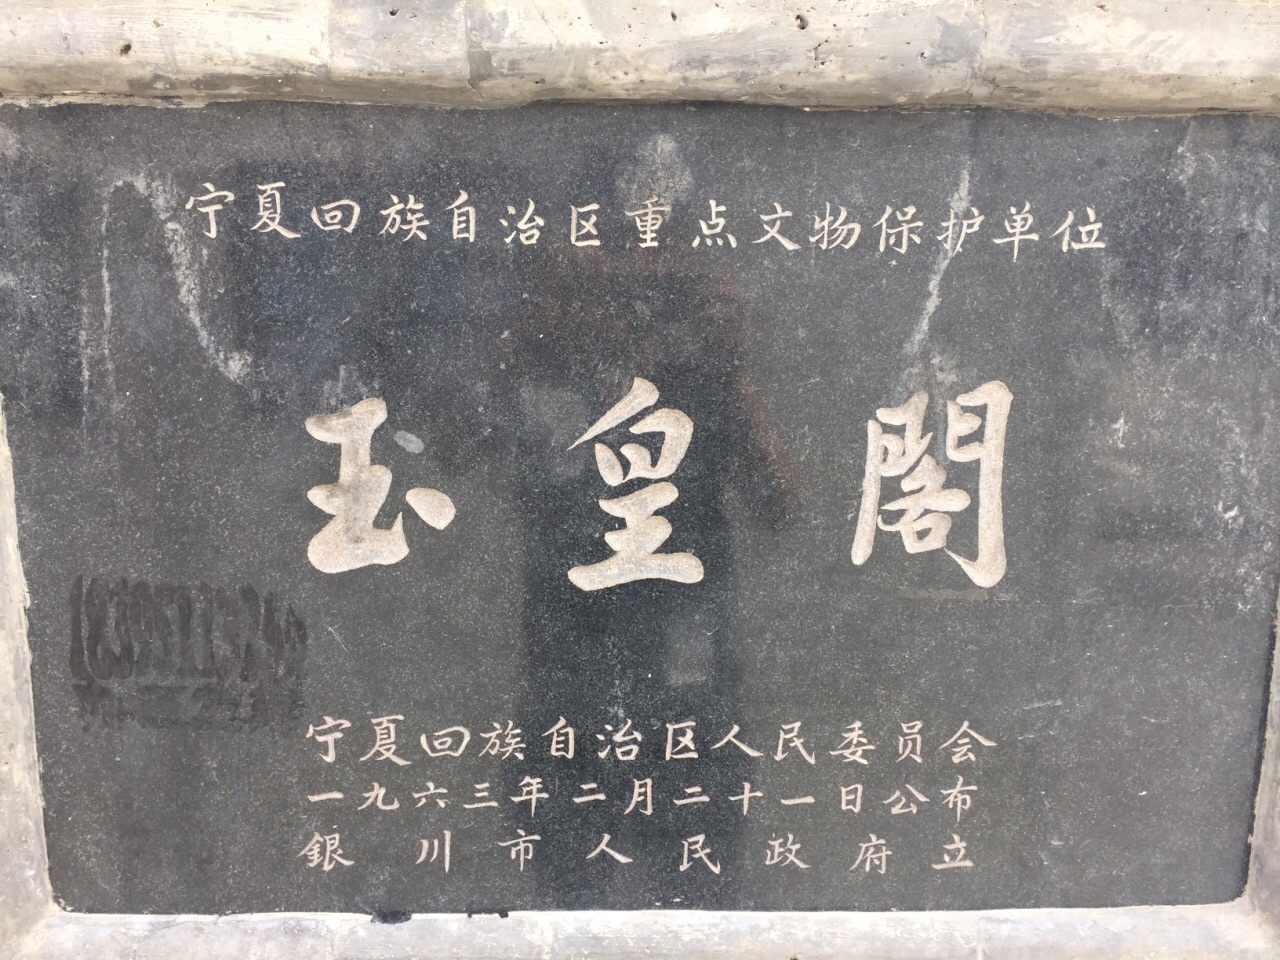 宁夏回族自治区重点文物保护单位
玉皇閣
宁夏回族自治区人民委员会
一九六三年二月二十一日公布
銀川市人民政府立